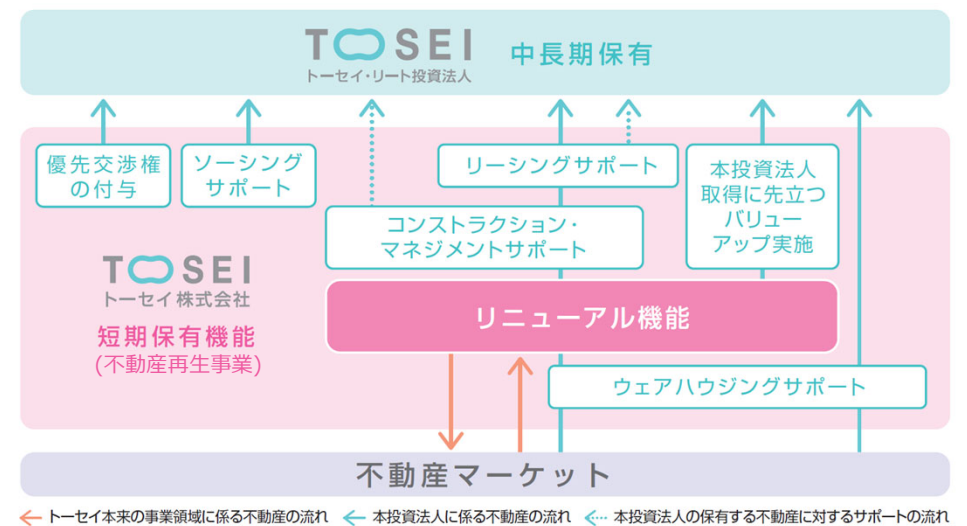 TOSEI
トーセイ・リート投資法人
中長期保有
優先交渉権
の付与
ソーシング
サポート
リーシングサポート
本投資法人
取得に先立つ
バリュー
アップ実施
コンストラクション・
マネジメントサポート
TOSEI
トーセイ株式会社
短期保有機能
(不動産再生事業)
リニューアル機能
ウェアハウジングサポート
不動産マーケット
トーセイ本来の事業領域に係る不動産の流れ
本投資法人に係る不動産の流れ
本投資法人の保有する不動産に対するサポートの流れ